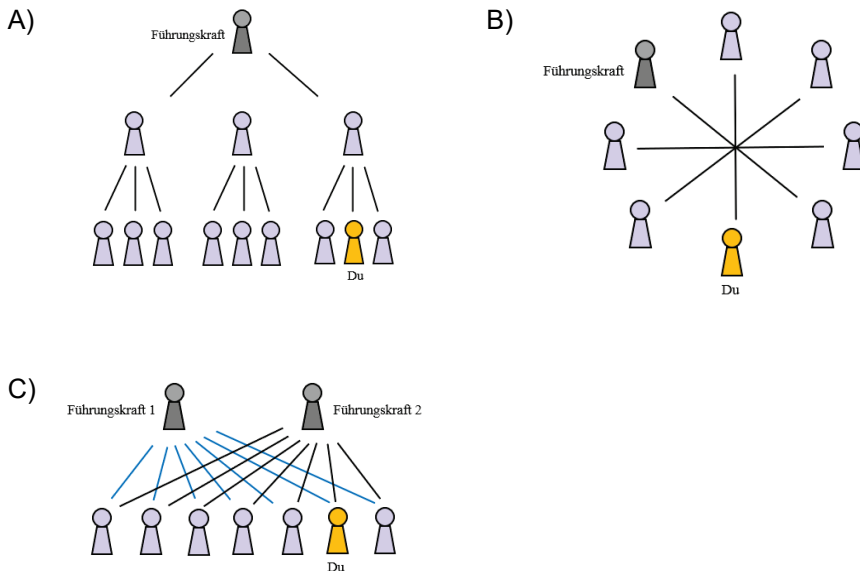 A)
Führungskraft
Du
B)
Führungskraft
Du
C)
Führungskraft 1
Führungskraft 2
Du